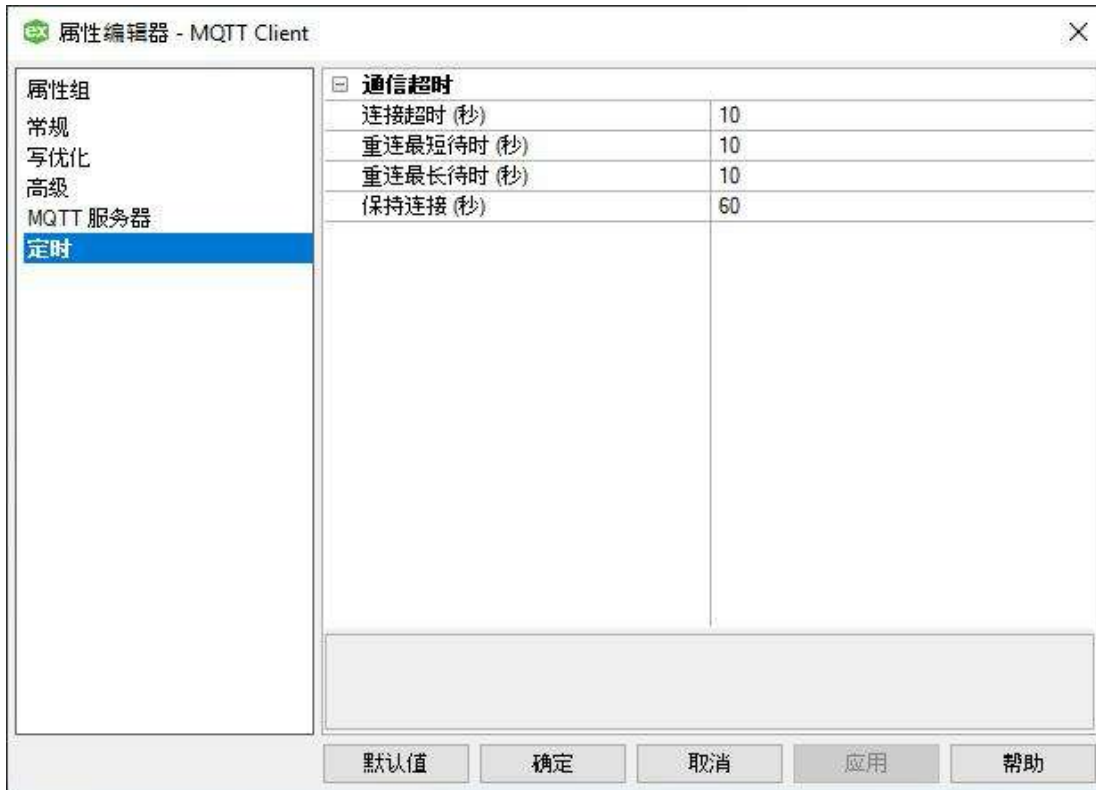 属性编辑器 - MQTT Client
属性组
常规
写优化
高级
MQTT 服务器
定时
通信超时
连接超时 (秒) 10
重连最短待时 (秒) 10
重连最长待时 (秒) 10
保持连接 (秒) 60
默认值 确定 取消 应用 帮助